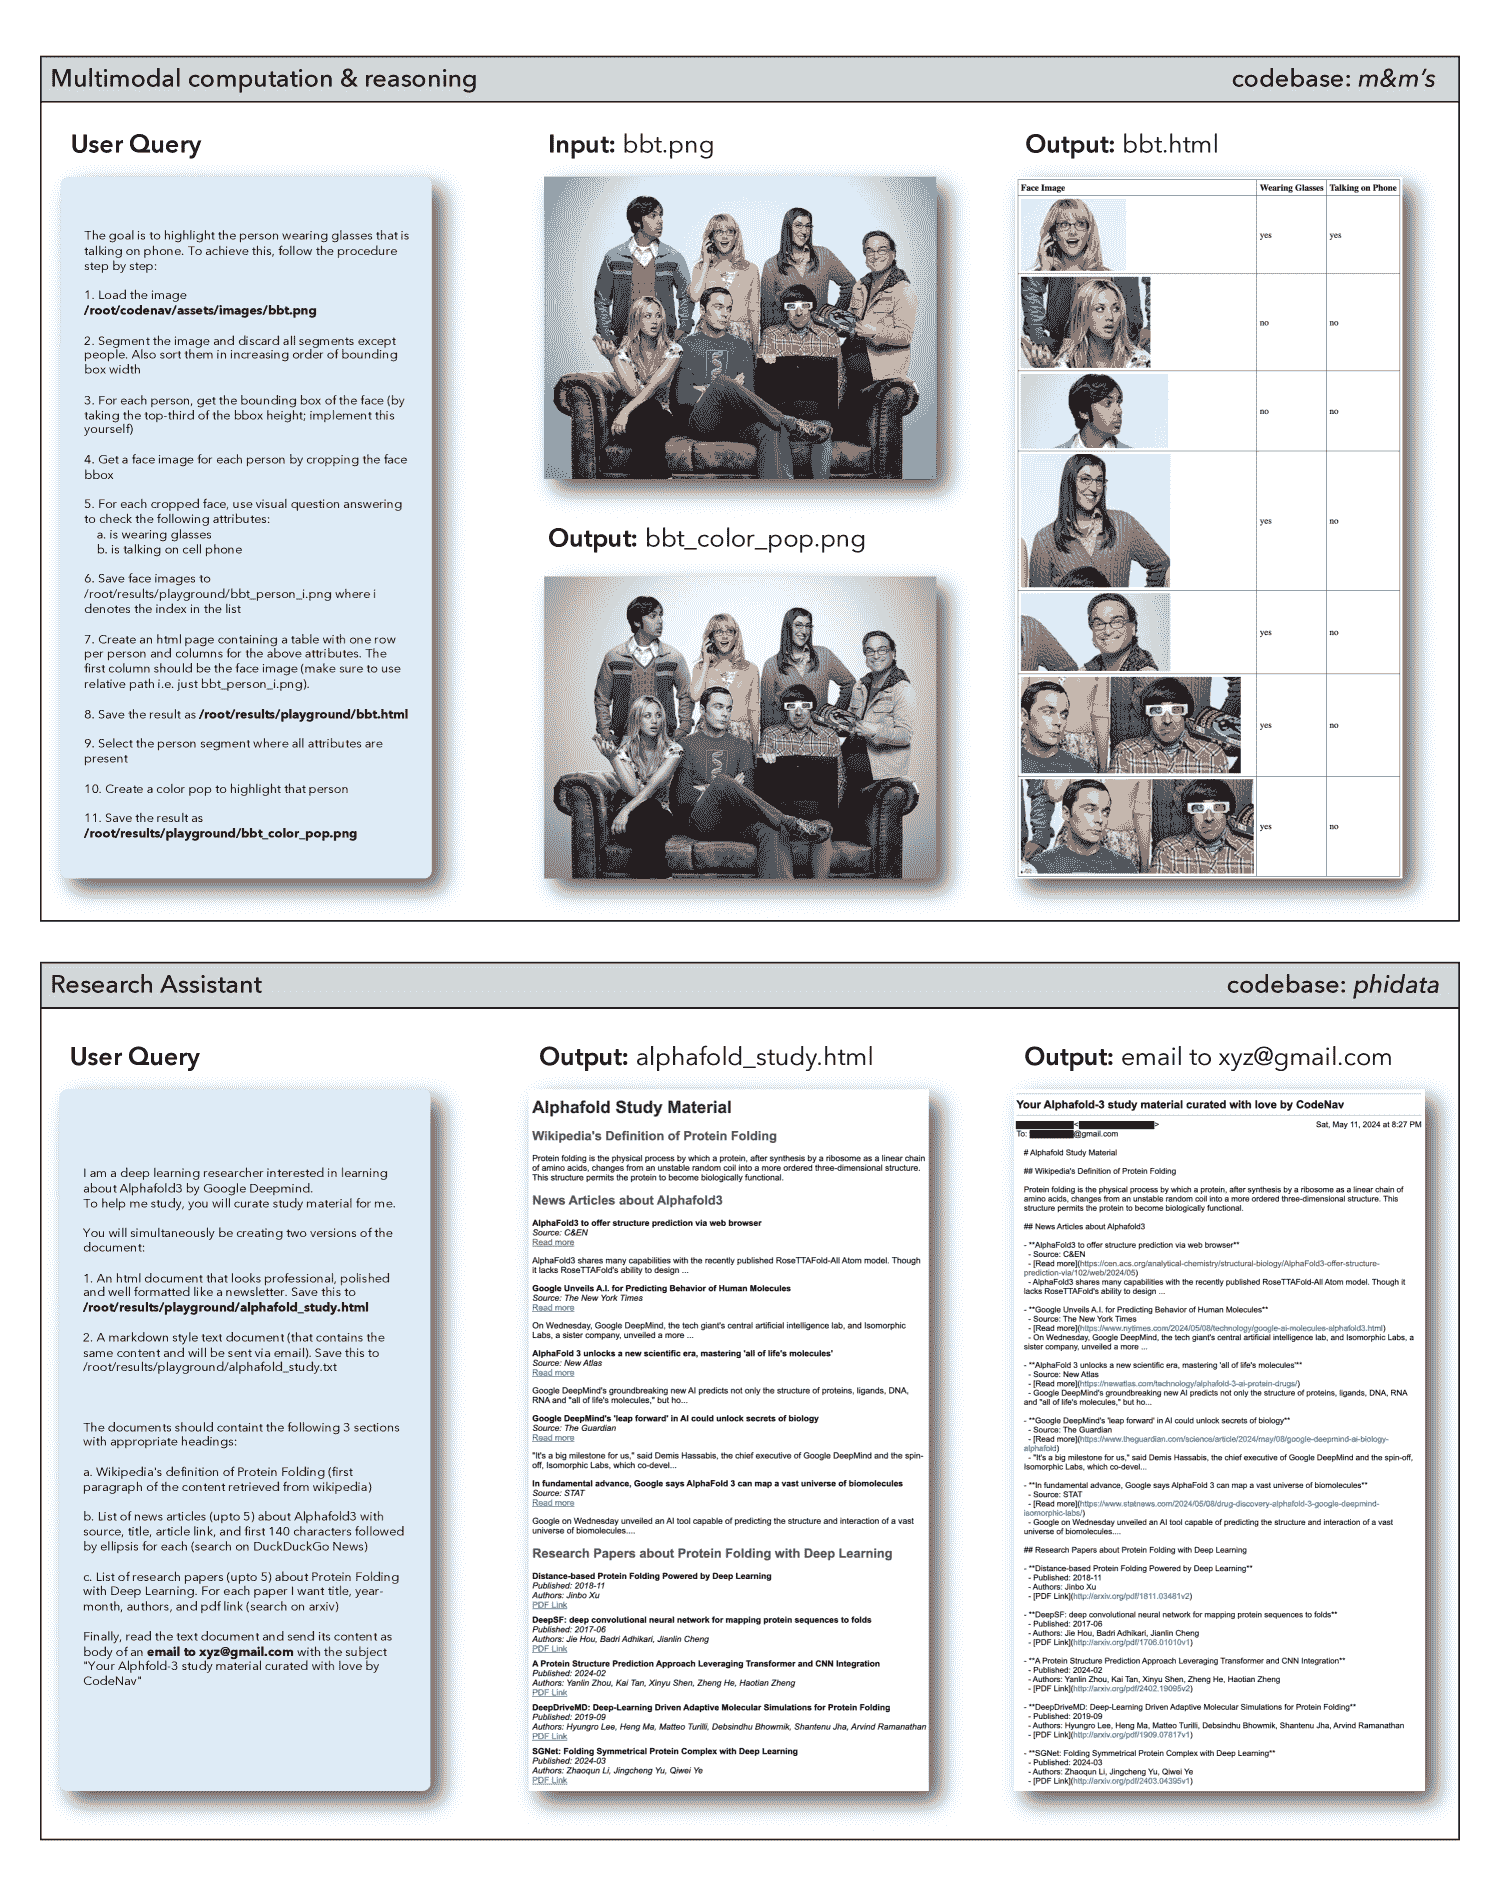 Multimodal computation & reasoning
codebase: m&m's
User Query
The goal is to highlight the person wearing glasses that is
talking on phone. To achieve this, follow the procedure
step by step:
1. Load the image
/root/codenav/assets/images/bbt.png
2. Segment the image and discard all segments except
people. Also sort them in increasing order of bounding
box width
3. For each person, get the bounding box of the face (by
taking the top-third of the bbox height; implement this
yourself)
4. Get a face image for each person by cropping the face
bbox
5. For each cropped face, use visual question answering
to check the following attributes:
a. is wearing glasses
b. is talking on cell phone
6. Save face images to
/root/results/playground/bbt_person_i.png where i
denotes the index in the list
7. Create an html page containing a table with one row
per person and columns for the above attributes. The
first column should be the face image (make sure to use
relative path i.e. just bbt_person_i.png).
8. Save the result as /root/results/playground/bbt.html
9. Select the person segment where all attributes are
present
10. Create a color pop to highlight that person
11. Save the result as
/root/results/playground/bbt_color_pop.png
Input: bbt.png
Output: bbt_color_pop.png
Output: bbt.html
Face Image Wearing Glasses Talking on Phone
yes yes
no no
no no
yes no
yes no
yes no
yes no
Research Assistant
codebase: phidata
User Query
I am a deep learning researcher interested in learning
about Alphafold3 by Google Deepmind.
To help me study, you will curate study material for me.
You will simultaneously be creating two versions of the
document:
1. An html document that looks professional, polished
and well formatted like a newsletter. Save this to
/root/results/playground/alphafold_study.html
2. A markdown style text document (that contains the
same content and will be sent via email). Save this to
/root/results/playground/alphafold_study.txt
The documents should containt the following 3 sections
with appropriate headings:
a. Wikipedia's definition of Protein Folding (first
paragraph of the content retrieved from wikipedia)
b. List of news articles (upto 5) about Alphafold3 with
source, title, article link, and first 140 characters followed
by ellipsis for each (search on DuckDuckGo News)
c. List of research papers (upto 5) about Protein Folding
with Deep Learning. For each paper I want title, year-
month, authors, and pdf link (search on arxiv)
Finally, read the text document and send its content as
body of an email to xyz@gmail.com with the subject
"Your Alphfold-3 study material curated with love by
CodeNav"
Output: alphafold_study.html
Alphafold Study Material
Wikipedia's Definition of Protein Folding
Protein folding is the physical process by which a protein, after synthesis by a ribosome as a linear chain
of amino acids, changes from an unstable random coil into a more ordered three-dimensional structure.
This structure permits the protein to become biologically functional.
News Articles about Alphafold3
AlphaFold3 to offer structure prediction via web browser
Source: C&EN
Read more
AlphaFold3 shares many capabilities with the recently published RoseTTAFold-All Atom model. Though
it lacks RoseTTAFold's ability to design ...
Google Unveils A.I. for Predicting Behavior of Human Molecules
Source: The New York Times
Read more
On Wednesday, Google DeepMind, the tech giant's central artificial intelligence lab, and Isomorphic
Labs, a sister company, unveiled a more ...
AlphaFold 3 unlocks a new scientific era, mastering 'all of life's molecules'
Source: New Atlas
Read more
Google DeepMind's groundbreaking new AI predicts not only the structure of proteins, ligands, DNA,
RNA and "all of life's molecules," but ho...
Google DeepMind's 'leap forward' in AI could unlock secrets of biology
Source: The Guardian
Read more
"It's a big milestone for us," said Demis Hassabis, the chief executive of Google DeepMind and the spin-
off, Isomorphic Labs, which co-devel...
In fundamental advance, Google says AlphaFold 3 can map a vast universe of biomolecules
Source: STAT
Read more
Google on Wednesday unveiled an AI tool capable of predicting the structure and interaction of a vast
universe of biomolecules....
Research Papers about Protein Folding with Deep Learning
Distance-based Protein Folding Powered by Deep Learning
Published: 2018-11
Authors: Jinbo Xu
PDF Link
DeepSF: deep convolutional neural network for mapping protein sequences to folds
Published: 2017-06
Authors: Jie Hou, Badri Adhikari, Jianlin Cheng
PDF Link
A Protein Structure Prediction Approach Leveraging Transformer and CNN Integration
Published: 2024-02
Authors: Yanlin Zhou, Kai Tan, Xinyu Shen, Zheng He, Haotian Zheng
PDF Link
DeepDriveMD: Deep-Learning Driven Adaptive Molecular Simulations for Protein Folding
Published: 2019-09
Authors: Hyungro Lee, Heng Ma, Matteo Turilli, Debsindhu Bhowmik, Shantenu Jha, Arvind Ramanathan
PDF Link
SGNet: Folding Symmetrical Protein Complex with Deep Learning
Published: 2024-03
Authors: Zhaoqun Li, Jingcheng Yu, Qiwei Ye
PDF Link
Output: email to xyz@gmail.com
Your Alphafold-3 study material curated with love by CodeNav
< > Sat, May 11, 2024 at 8:27 PM
To: @gmail.com
# Alphafold Study Material
## Wikipedia's Definition of Protein Folding
Protein folding is the physical process by which a protein, after synthesis by a ribosome as a linear chain of
amino acids, changes from an unstable random coil into a more ordered three-dimensional structure. This
structure permits the protein to become biologically functional.
## News Articles about Alphafold3
- **AlphaFold3 to offer structure prediction via web browser**
- Source: C&EN
- [Read more](https://cen.acs.org/analytical-chemistry/structural-biology/AlphaFold3-offer-structure-
prediction-via/102/web/2024/05)
- AlphaFold3 shares many capabilities with the recently published RoseTTAFold-All Atom model. Though it
lacks RoseTTAFold's ability to design ...
- **Google Unveils A.I. for Predicting Behavior of Human Molecules**
- Source: The New York Times
- [Read more](https://www.nytimes.com/2024/05/08/technology/google-ai-molecules-alphafold3.html)
- On Wednesday, Google DeepMind, the tech giant's central artificial intelligence lab, and Isomorphic Labs, a
sister company, unveiled a more ...
- **AlphaFold 3 unlocks a new scientific era, mastering 'all of life's molecules'**
- Source: New Atlas
- [Read more](https://newatlas.com/technology/alphafold-3-ai-protein-drugs/)
- Google DeepMind's groundbreaking new AI predicts not only the structure of proteins, ligands, DNA, RNA
and "all of life's molecules," but ho...
- **Google DeepMind's 'leap forward' in AI could unlock secrets of biology**
- Source: The Guardian
- [Read more](https://www.theguardian.com/science/article/2024/may/08/google-deepmind-ai-biology-
alphafold)
- "It's a big milestone for us," said Demis Hassabis, the chief executive of Google DeepMind and the spin-off,
Isomorphic Labs, which co-devel...
- **In fundamental advance, Google says AlphaFold 3 can map a vast universe of biomolecules**
- Source: STAT
- [Read more](https://www.statnews.com/2024/05/08/drug-discovery-alphafold-3-google-deepmind-
isomorphic-labs/)
- Google on Wednesday unveiled an AI tool capable of predicting the structure and interaction of a vast
universe of biomolecules....
## Research Papers about Protein Folding with Deep Learning
- **Distance-based Protein Folding Powered by Deep Learning**
- Published: 2018-11
- Authors: Jinbo Xu
- [PDF Link](http://arxiv.org/pdf/1811.03481v2)
- **DeepSF: deep convolutional neural network for mapping protein sequences to folds**
- Published: 2017-06
- Authors: Jie Hou, Badri Adhikari, Jianlin Cheng
- [PDF Link](http://arxiv.org/pdf/1706.01010v1)
- **A Protein Structure Prediction Approach Leveraging Transformer and CNN Integration**
- Published: 2024-02
- Authors: Yanlin Zhou, Kai Tan, Xinyu Shen, Zheng He, Haotian Zheng
- [PDF Link](http://arxiv.org/pdf/2402.19095v2)
- **DeepDriveMD: Deep-Learning Driven Adaptive Molecular Simulations for Protein Folding**
- Published: 2019-09
- Authors: Hyungro Lee, Heng Ma, Matteo Turilli, Debsindhu Bhowmik, Shantenu Jha, Arvind Ramanathan
- [PDF Link](http://arxiv.org/pdf/1909.07817v1)
- **SGNet: Folding Symmetrical Protein Complex with Deep Learning**
- Published: 2024-03
- Authors: Zhaoqun Li, Jingcheng Yu, Qiwei Ye
- [PDF Link](http://arxiv.org/pdf/2403.04395v1)